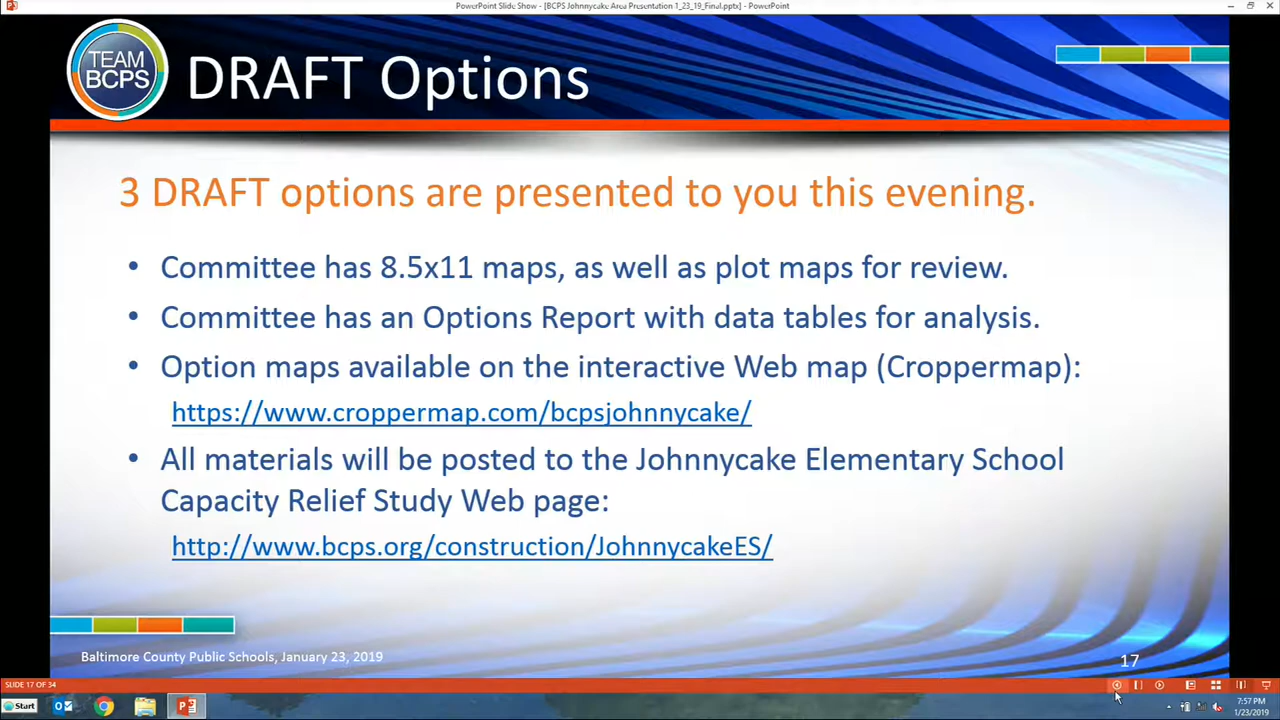 PowerPoint Slide Show - [BCPS Johnnycake Area Presentation 1_23_19_Final.pptx] - PowerPoint
TEAM
BCPS
DRAFT Options
3 DRAFT options are presented to you this evening.
• Committee has 8.5x11 maps, as well as plot maps for review.
• Committee has an Options Report with data tables for analysis.
• Option maps available on the interactive Web map (Croppermap):
https://www.croppermap.com/bcpsjohnnycake/
• All materials will be posted to the Johnnycake Elementary School
Capacity Relief Study Web page:
http://www.bcps.org/construction/JohnnycakeES/
Baltimore County Public Schools, January 23, 2019
17
SLIDE 17 OF 34
Start
7:57 PM
1/23/2019